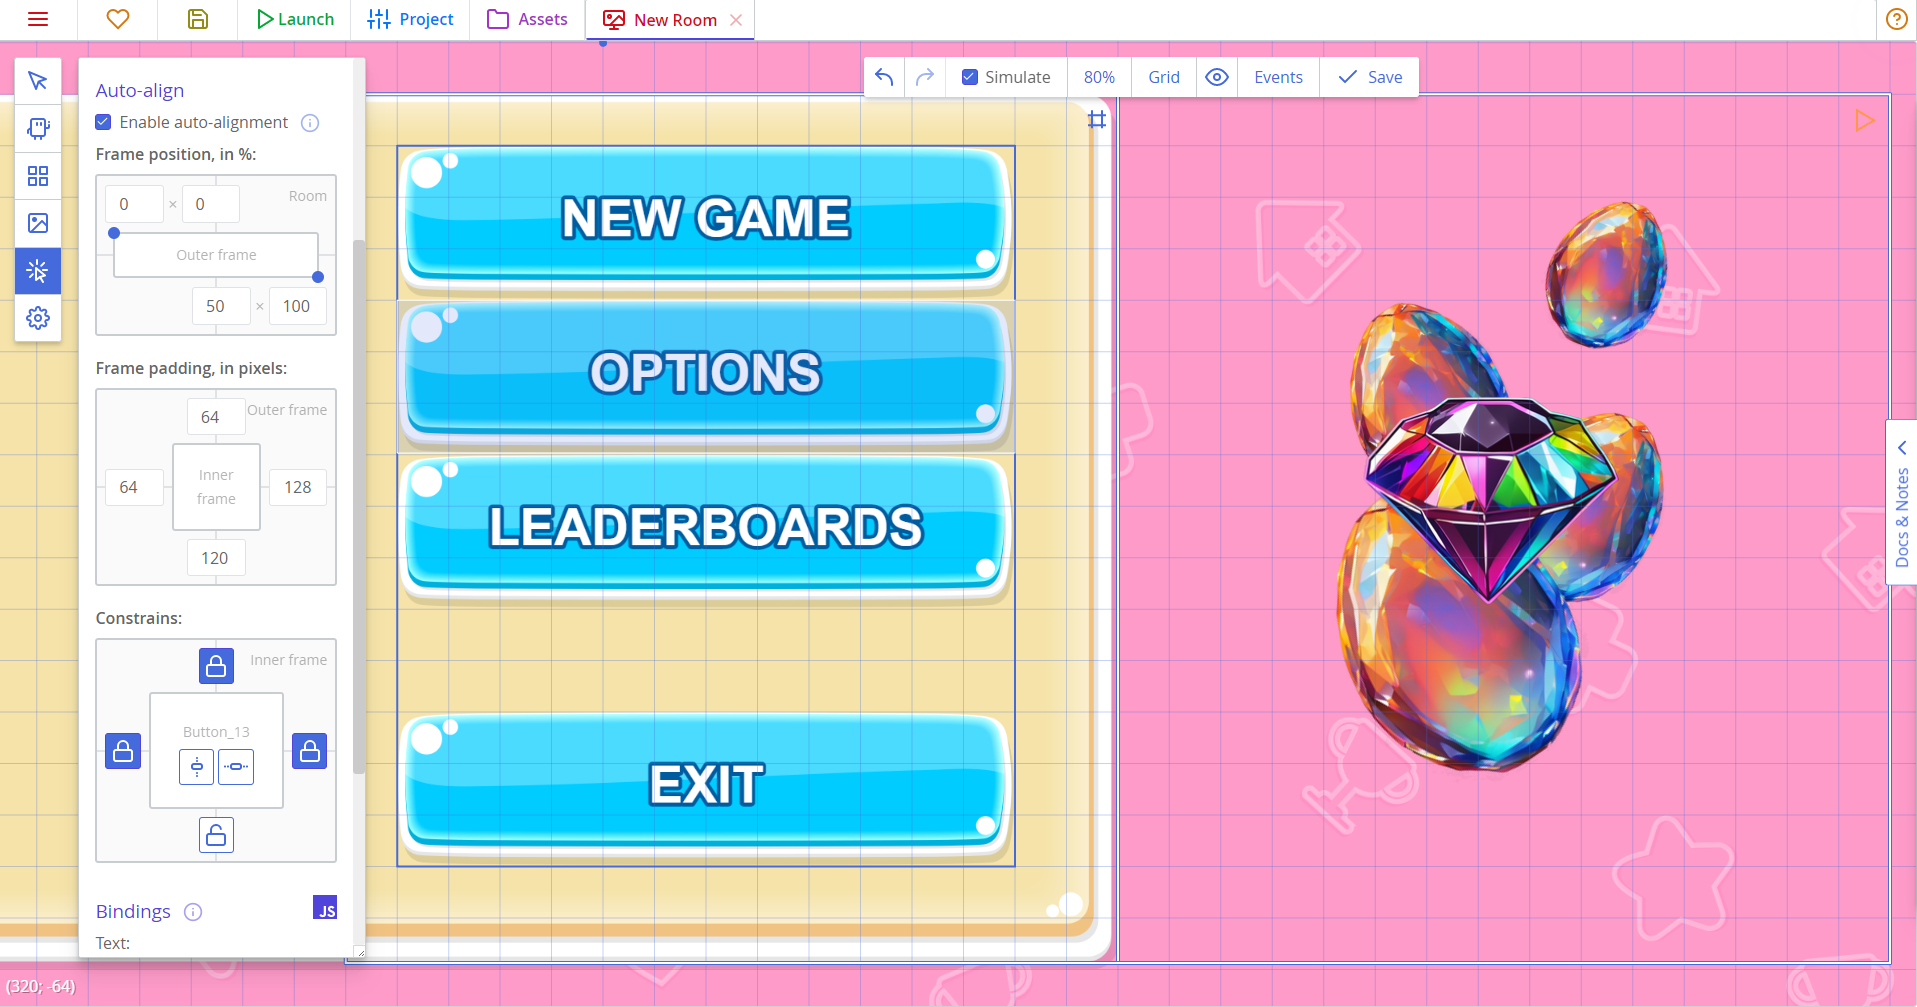 Launch
Project
Assets
New Room
Simulate
80%
Grid
Events
Save
Auto-align
Enable auto-alignment
Frame position, in %:
0 × 0
Room
Outer frame
50 × 100
Frame padding, in pixels:
64
Outer frame
64
Inner
frame
128
120
Constrains:
Inner frame
Button_13
Bindings
JS
Text:
NEW GAME
OPTIONS
LEADERBOARDS
EXIT
Docs & Notes
(320; -64)